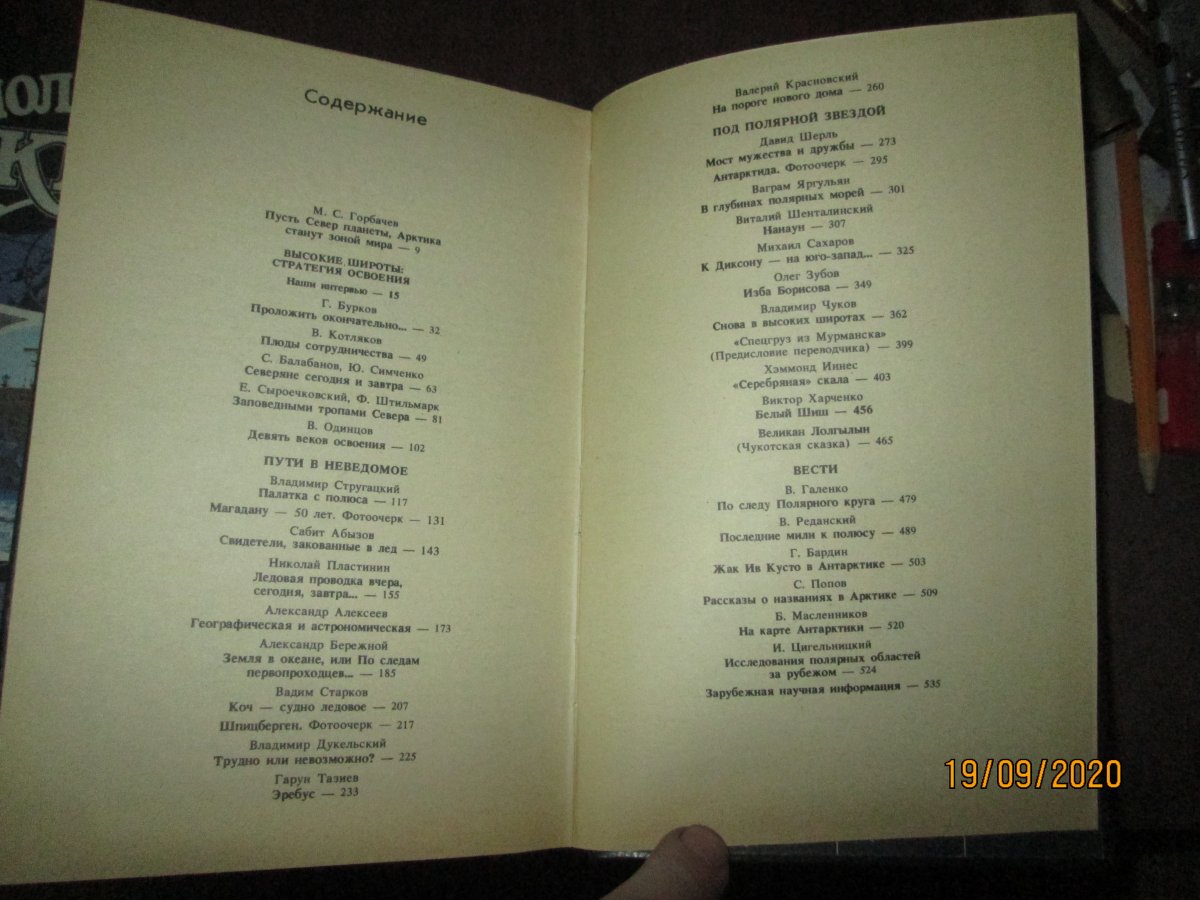 Содержание
М. С. Горбачев
Пусть Север планеты, Арктика
станут зоной мира — 9
ВЫСОКИЕ ШИРОТЫ:
СТРАТЕГИЯ ОСВОЕНИЯ
Наши интервью — 15
Г. Бурков
Проложить окончательно... — 32
В. Котляков
Плоды сотрудничества — 49
С. Балабанов, Ю. Симченко
Северяне сегодня и завтра — 63
Е. Сыроечковский, Ф. Штильмарк
Заповедными тропами Севера — 81
В. Одинцов
Девять веков освоения — 102
ПУТИ В НЕВЕДОМОЕ
Владимир Стругацкий
Палатка с полюса — 117
Магадану — 50 лет. Фотоочерк — 131
Сабит Абызов
Свидетели, закованные в лед — 143
Николай Пластинин
Ледовая проводка вчера,
сегодня, завтра... — 155
Александр Алексеев
Географическая и астрономическая — 173
Александр Бережной
Земля в океане, или По следам
первопроходцев... — 185
Вадим Старков
Коч — судно ледовое — 207
Шпицберген. Фотоочерк — 217
Владимир Дукельский
Трудно или невозможно? — 225
Гарун Тазиев
Эребус — 233
Валерий Красновский
На пороге нового дома — 260
ПОД ПОЛЯРНОЙ ЗВЕЗДОЙ
Давид Шерль
Мост мужества и дружбы — 273
Антарктида. Фотоочерк — 295
Ваграм Яргульян
В глубинах полярных морей — 301
Виталий Шенталинский
Нанаун — 307
Михаил Сахаров
К Диксону — на юго-запад... — 325
Олег Зубов
Изба Борисова — 349
Владимир Чуков
Снова в высоких широтах — 362
«Спецгруз из Мурманска»
(Предисловие переводчика) — 399
Хэммонд Иннес
«Серебряная» скала — 403
Виктор Харченко
Белый Шиш — 456
Великан Лолгылын
(Чукотская сказка) — 465
ВЕСТИ
В. Галенко
По следу Полярного круга — 479
В. Реданский
Последние мили к полюсу — 489
Г. Бардин
Жак Ив Кусто в Антарктике — 503
С. Попов
Рассказы о названиях в Арктике — 509
Б. Масленников
На карте Антарктики — 520
И. Цигельницкий
Исследования полярных областей
за рубежом — 524
Зарубежная научная информация — 535
19/09/2020